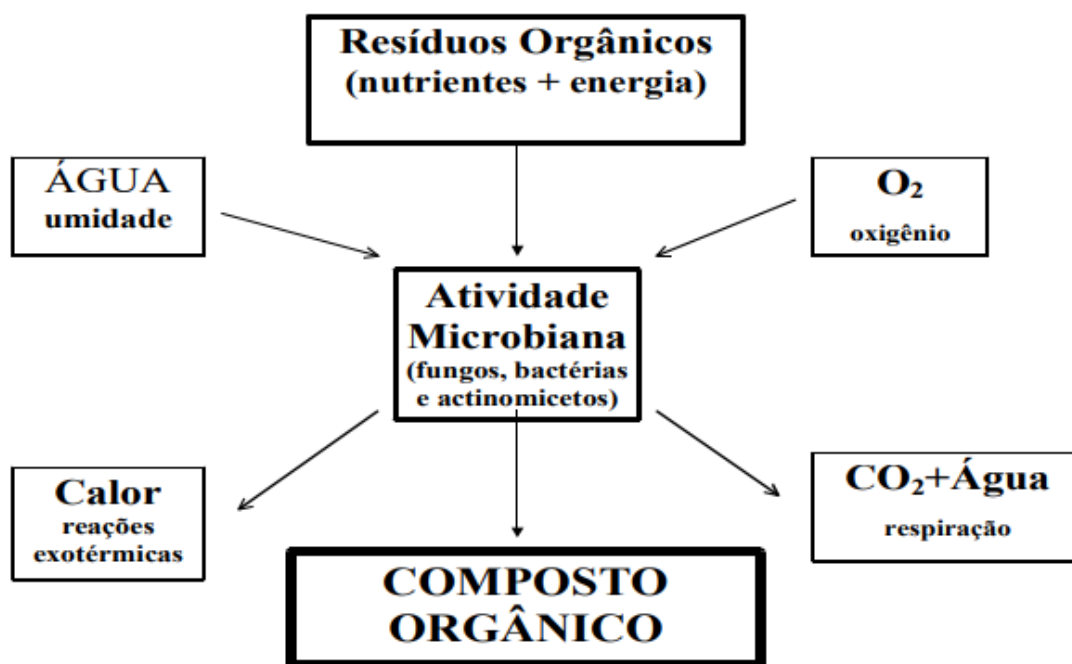 Resíduos Orgânicos
(nutrientes + energia)
ÁGUA
umidade
O₂
oxigênio
Atividade
Microbiana
(fungos, bactérias
e actinomicetos)
Calor
reações
exotérmicas
CO₂+Água
respiração
COMPOSTO
ORGÂNICO